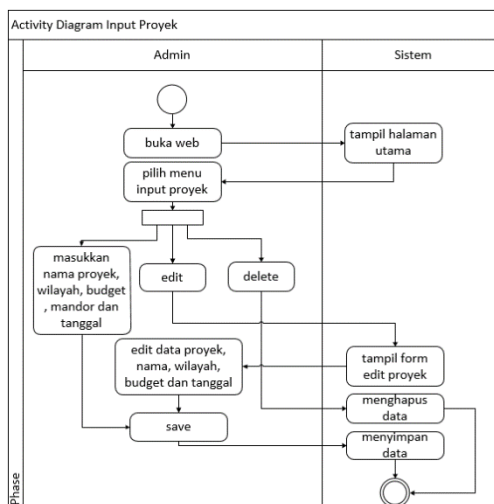 Activity Diagram Input Proyek
Admin
Sistem
buka web
tampil halaman
utama
pilih menu
input proyek
masukkan
nama proyek,
wilayah, budget
, mandor dan
tanggal
edit
delete
edit data proyek,
nama, wilayah,
budget dan tanggal
tampil form
edit proyek
menghapus
data
save
menyimpan
data
Phase